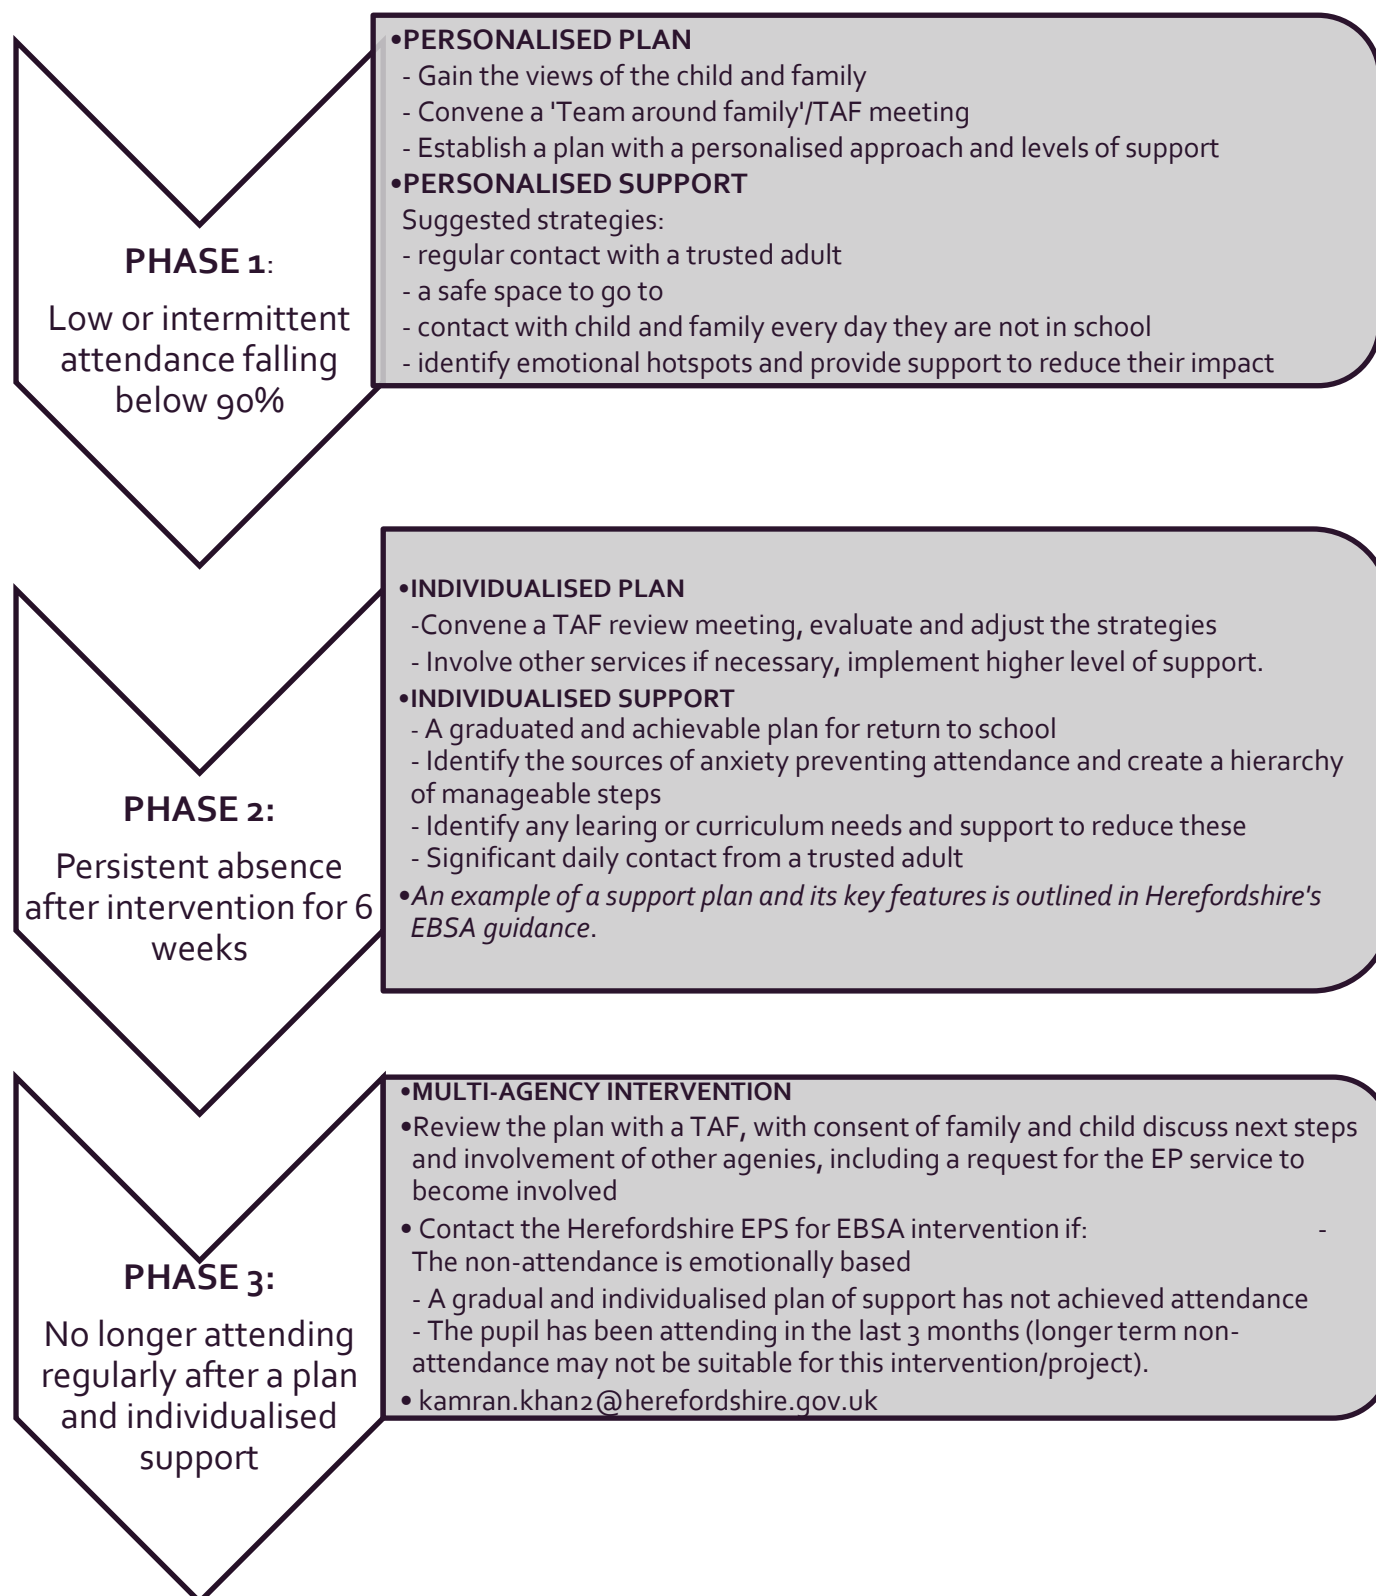 PHASE 1:
Low or intermittent
attendance falling
below 90%
•PERSONALISED PLAN
- Gain the views of the child and family
- Convene a 'Team around family'/TAF meeting
- Establish a plan with a personalised approach and levels of support
•PERSONALISED SUPPORT
Suggested strategies:
- regular contact with a trusted adult
- a safe space to go to
- contact with child and family every day they are not in school
- identify emotional hotspots and provide support to reduce their impact
PHASE 2:
Persistent absence
after intervention for 6
weeks
•INDIVIDUALISED PLAN
-Convene a TAF review meeting, evaluate and adjust the strategies
- Involve other services if necessary, implement higher level of support.
•INDIVIDUALISED SUPPORT
- A graduated and achievable plan for return to school
- Identify the sources of anxiety preventing attendance and create a hierarchy
of manageable steps
- Identify any learing or curriculum needs and support to reduce these
- Significant daily contact from a trusted adult
•An example of a support plan and its key features is outlined in Herefordshire's
EBSA guidance.
PHASE 3:
No longer attending
regularly after a plan
and individualised
support
•MULTI-AGENCY INTERVENTION
•Review the plan with a TAF, with consent of family and child discuss next steps
and involvement of other agenies, including a request for the EP service to
become involved
• Contact the Herefordshire EPS for EBSA intervention if: -
The non-attendance is emotionally based
- A gradual and individualised plan of support has not achieved attendance
- The pupil has been attending in the last 3 months (longer term non-
attendance may not be suitable for this intervention/project).
• kamran.khan2@herefordshire.gov.uk